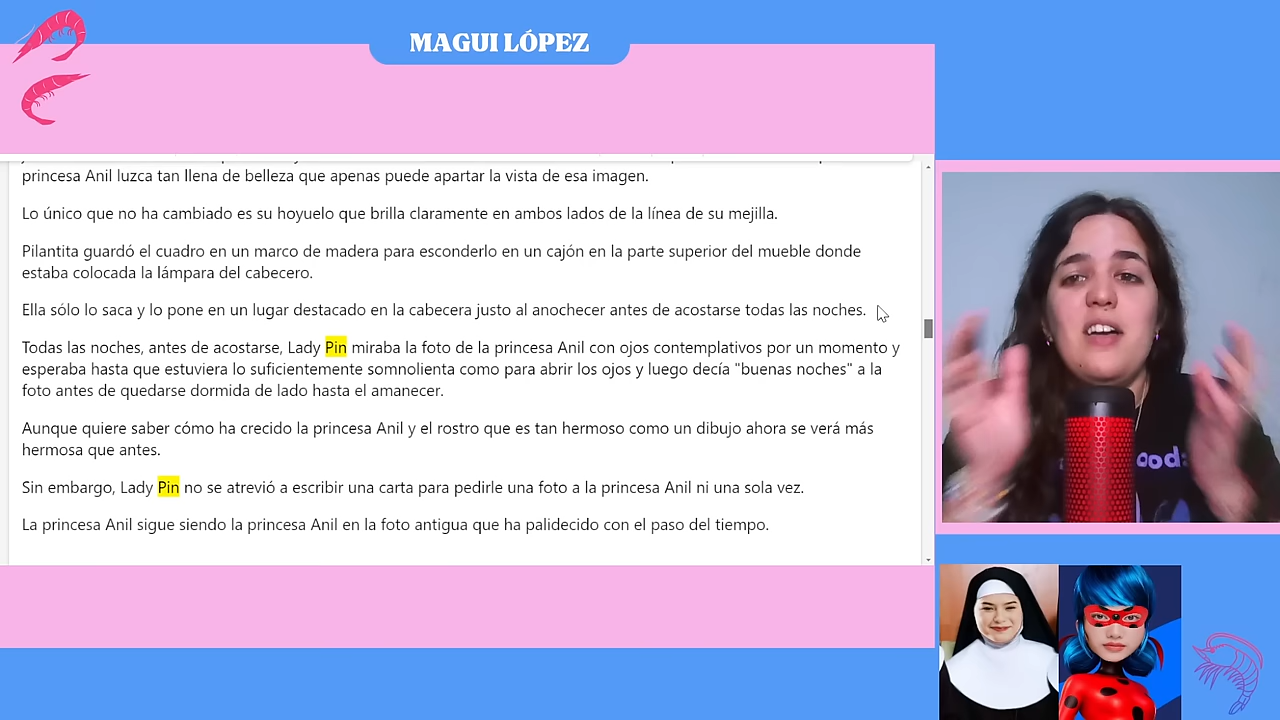 MAGUI LÓPEZ
princesa Anil luzca tan llena de belleza que apenas puede apartar la vista de esa imagen.
Lo único que no ha cambiado es su hoyuelo que brilla claramente en ambos lados de la línea de su mejilla.
Pilantita guardó el cuadro en un marco de madera para esconderlo en un cajón en la parte superior del mueble donde
estaba colocada la lámpara del cabecero.
Ella sólo lo saca y lo pone en un lugar destacado en la cabecera justo al anochecer antes de acostarse todas las noches.
Todas las noches, antes de acostarse, Lady Pin miraba la foto de la princesa Anil con ojos contemplativos por un momento y
esperaba hasta que estuviera lo suficientemente somnolienta como para abrir los ojos y luego decía "buenas noches" a la
foto antes de quedarse dormida de lado hasta el amanecer.
Aunque quiere saber cómo ha crecido la princesa Anil y el rostro que es tan hermoso como un dibujo ahora se verá más
hermosa que antes.
Sin embargo, Lady Pin no se atrevió a escribir una carta para pedirle una foto a la princesa Anil ni una sola vez.
La princesa Anil sigue siendo la princesa Anil en la foto antigua que ha palidecido con el paso del tiempo.